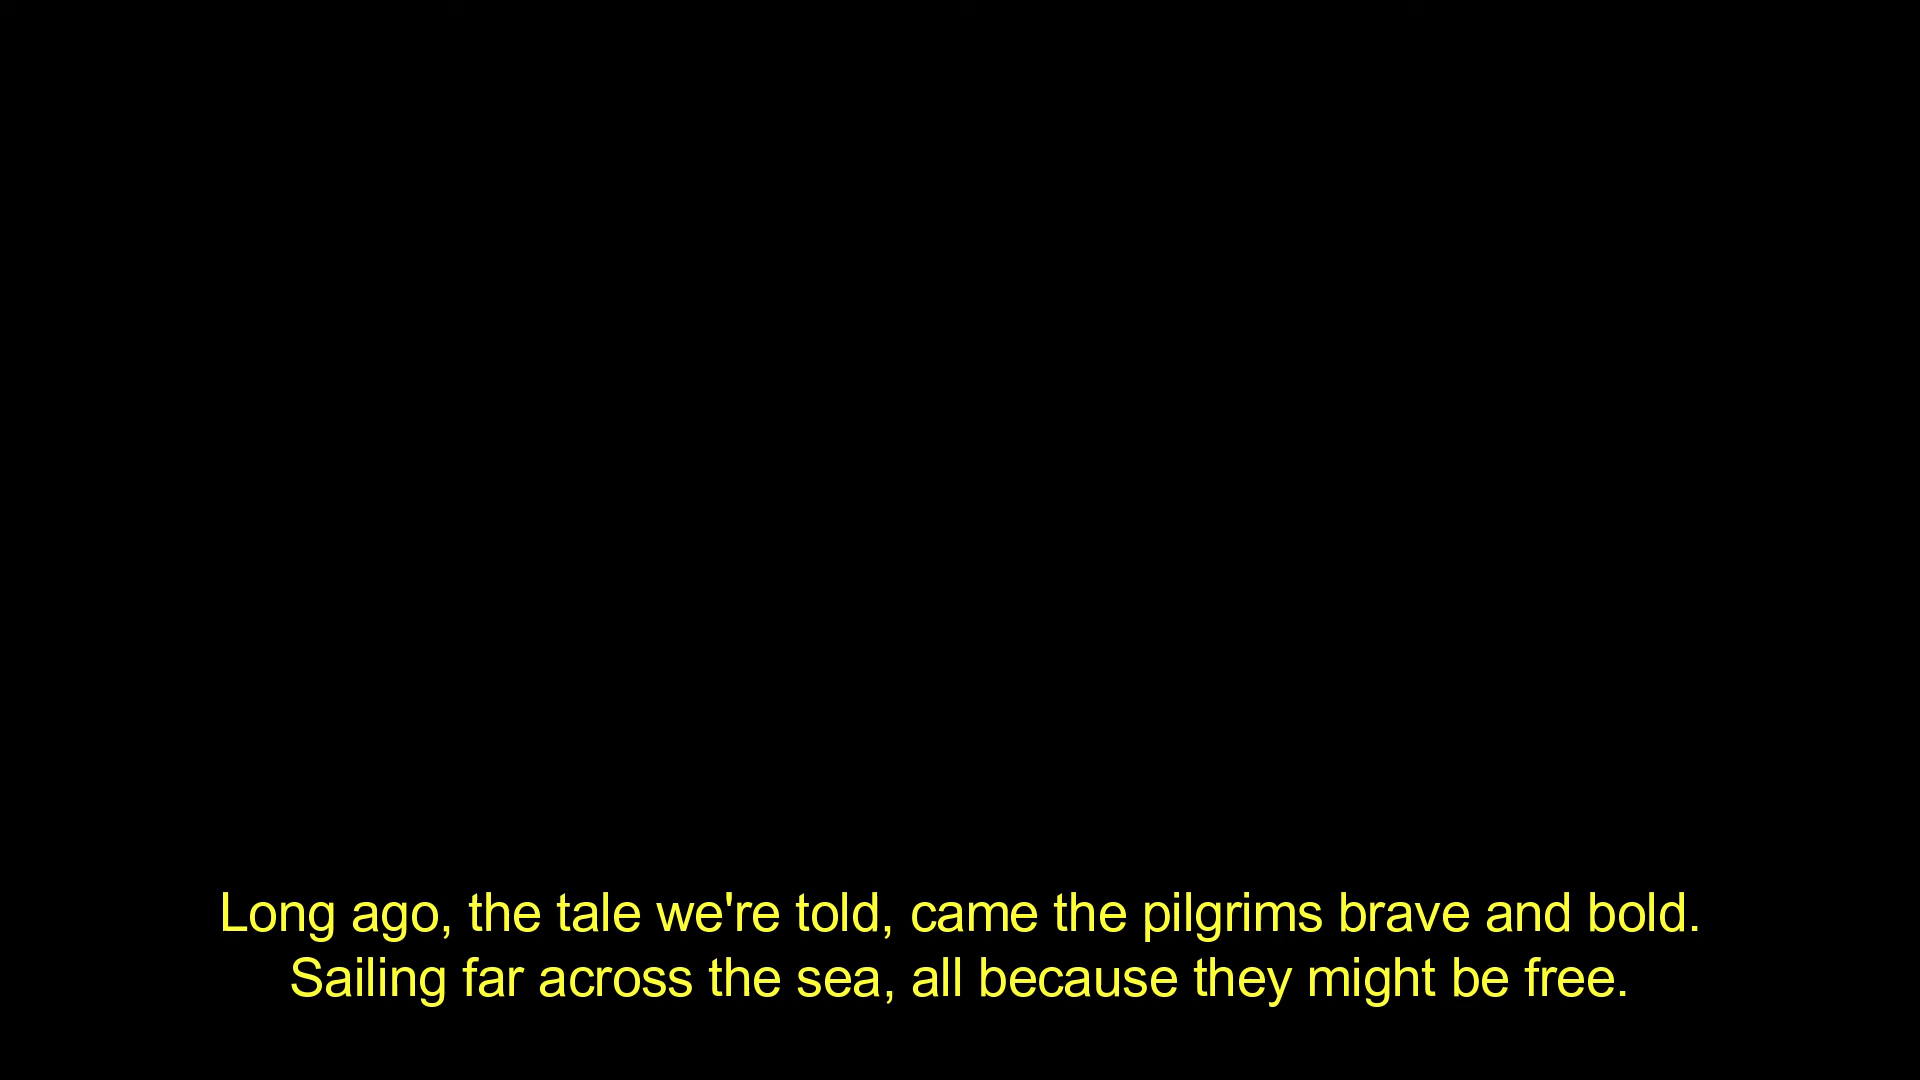 Long ago, the tale we're told, came the pilgrims brave and bold.
Sailing far across the sea, all because they might be free.